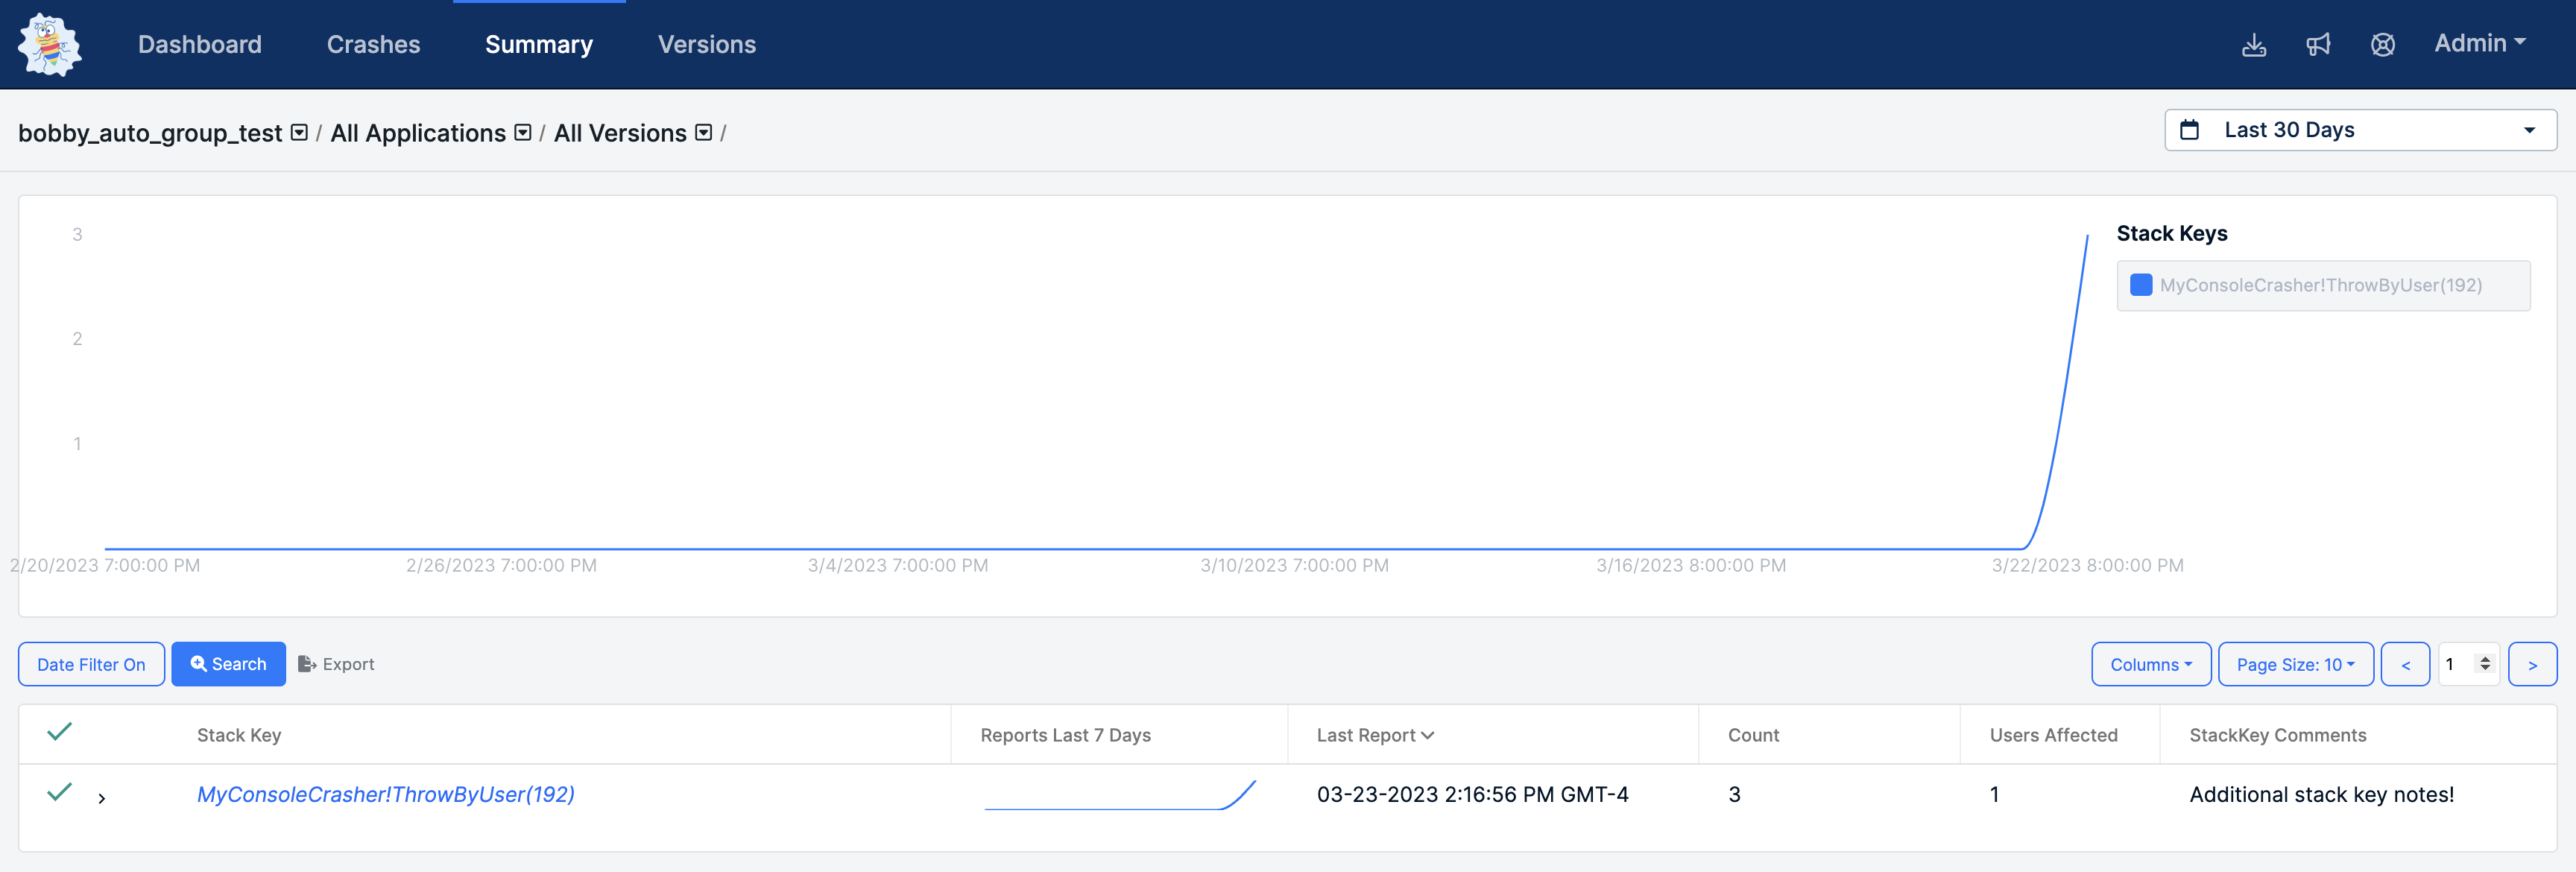 Dashboard Crashes Summary Versions Admin
bobby_auto_group_test / All Applications / All Versions /
Last 30 Days
3
2
1
2/20/2023 7:00:00 PM 2/26/2023 7:00:00 PM 3/4/2023 7:00:00 PM 3/10/2023 7:00:00 PM 3/16/2023 8:00:00 PM 3/22/2023 8:00:00 PM
Stack Keys
MyConsoleCrasher!ThrowByUser(192)
Date Filter On Search Export Columns Page Size: 10 < 1 >
Stack Key Reports Last 7 Days Last Report Count Users Affected StackKey Comments
MyConsoleCrasher!ThrowByUser(192) 03-23-2023 2:16:56 PM GMT-4 3 1 Additional stack key notes!